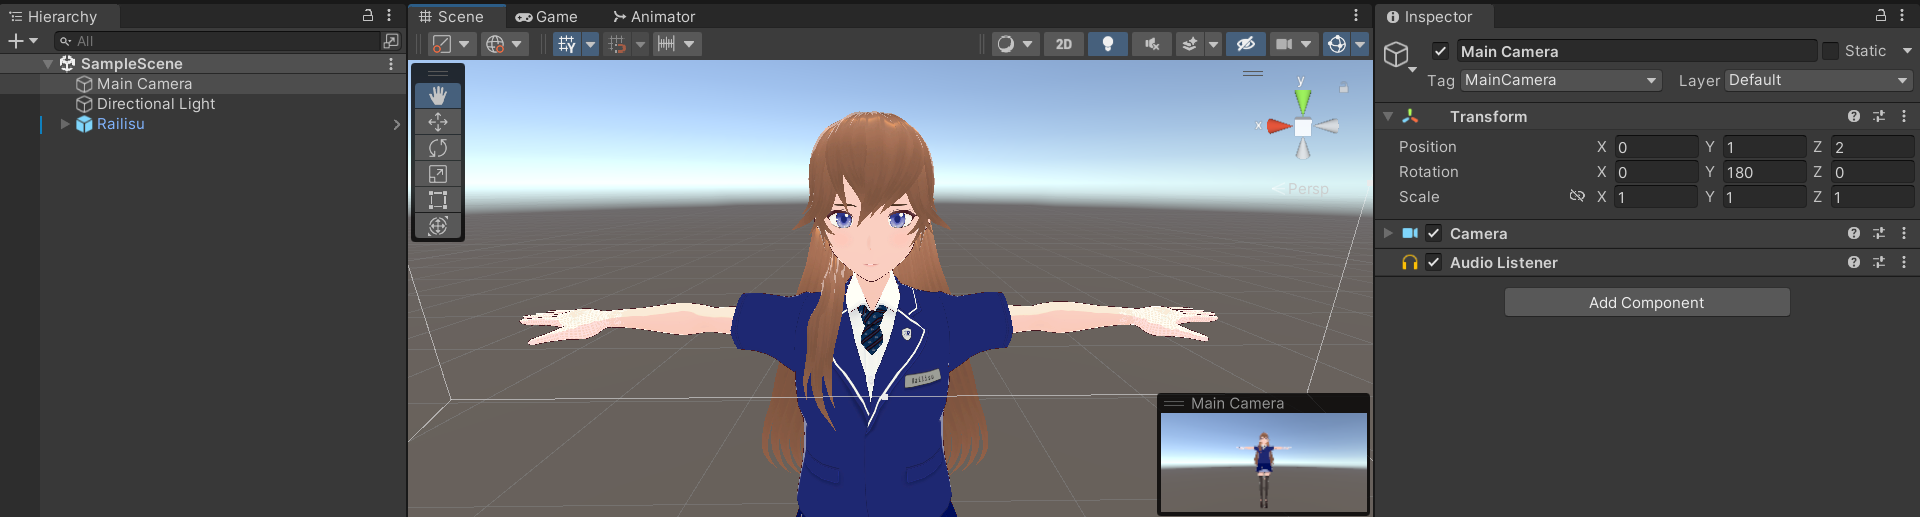 Hierarchy
All
SampleScene
Main Camera
Directional Light
Railisu
Scene
Game
Animator
2D
y
x
Persp
Railisu
Main Camera
Inspector
Main Camera
Static
Tag MainCamera
Layer Default
Transform
Position X 0 Y 1 Z 2
Rotation X 0 Y 180 Z 0
Scale X 1 Y 1 Z 1
Camera
Audio Listener
Add Component